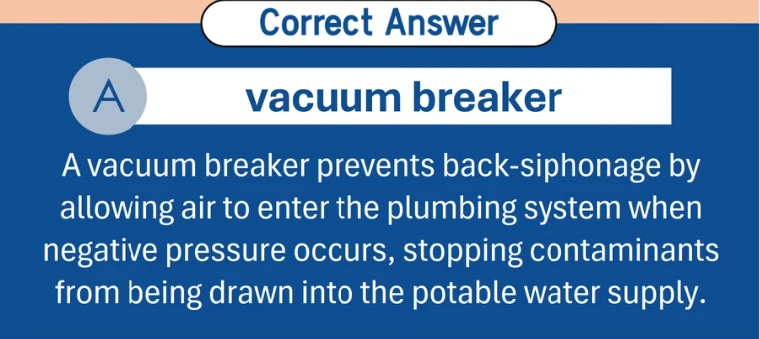 Correct Answer
A
vacuum breaker
A vacuum breaker prevents back-siphonage by
allowing air to enter the plumbing system when
negative pressure occurs, stopping contaminants
from being drawn into the potable water supply.